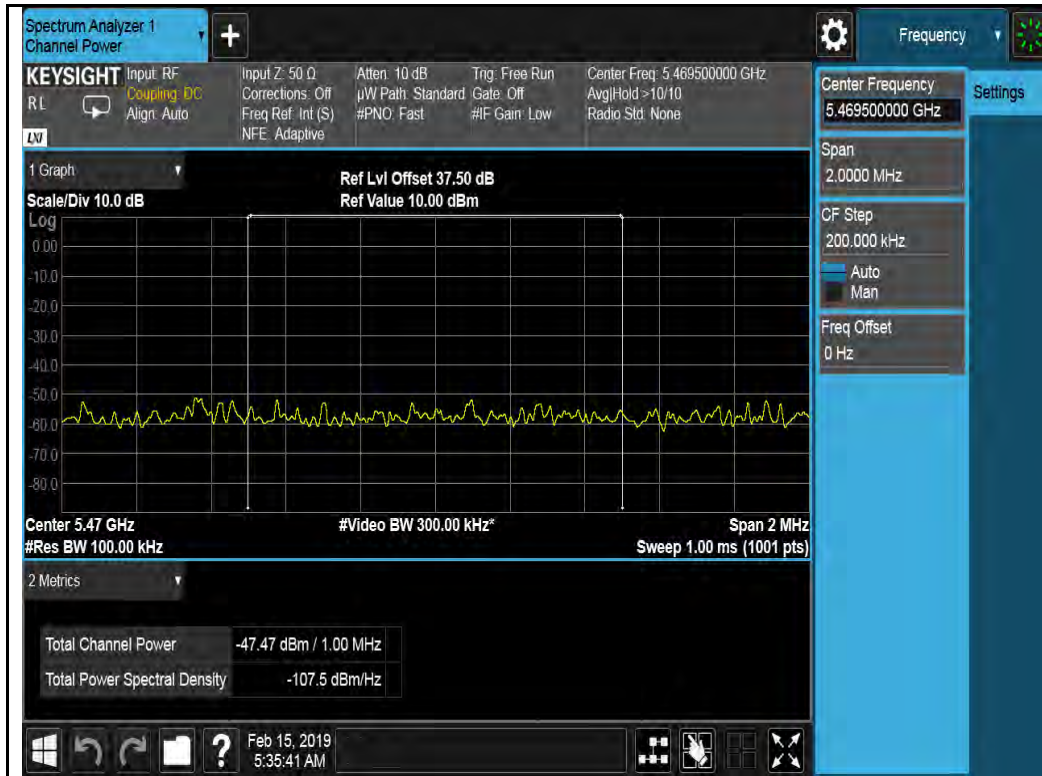 Spectrum Analyzer 1
Channel Power
Frequency
KEYSIGHT
RL
LXI
Input: RF
Coupling: DC
Align: Auto
Input Z: 50 Ω
Corrections: Off
Freq Ref: Int (S)
NFE: Adaptive
Atten: 10 dB
µW Path: Standard
#PNO: Fast
Trig: Free Run
Gate: Off
#IF Gain: Low
Center Freq: 5.469500000 GHz
Avg|Hold >10/10
Radio Std: None
Center Frequency
5.469500000 GHz
Settings
Span
2.0000 MHz
CF Step
200.000 kHz
Auto
Man
Freq Offset
0 Hz
1 Graph
Scale/Div 10.0 dB
Ref Lvl Offset 37.50 dB
Ref Value 10.00 dBm
Log
0.00
-10.0
-20.0
-30.0
-40.0
-50.0
-60.0
-70.0
-80.0
Center 5.47 GHz
#Video BW 300.00 kHz*
Span 2 MHz
#Res BW 100.00 kHz
Sweep 1.00 ms (1001 pts)
2 Metrics
Total Channel Power -47.47 dBm / 1.00 MHz
Total Power Spectral Density -107.5 dBm/Hz
?
Feb 15, 2019
5:35:41 AM